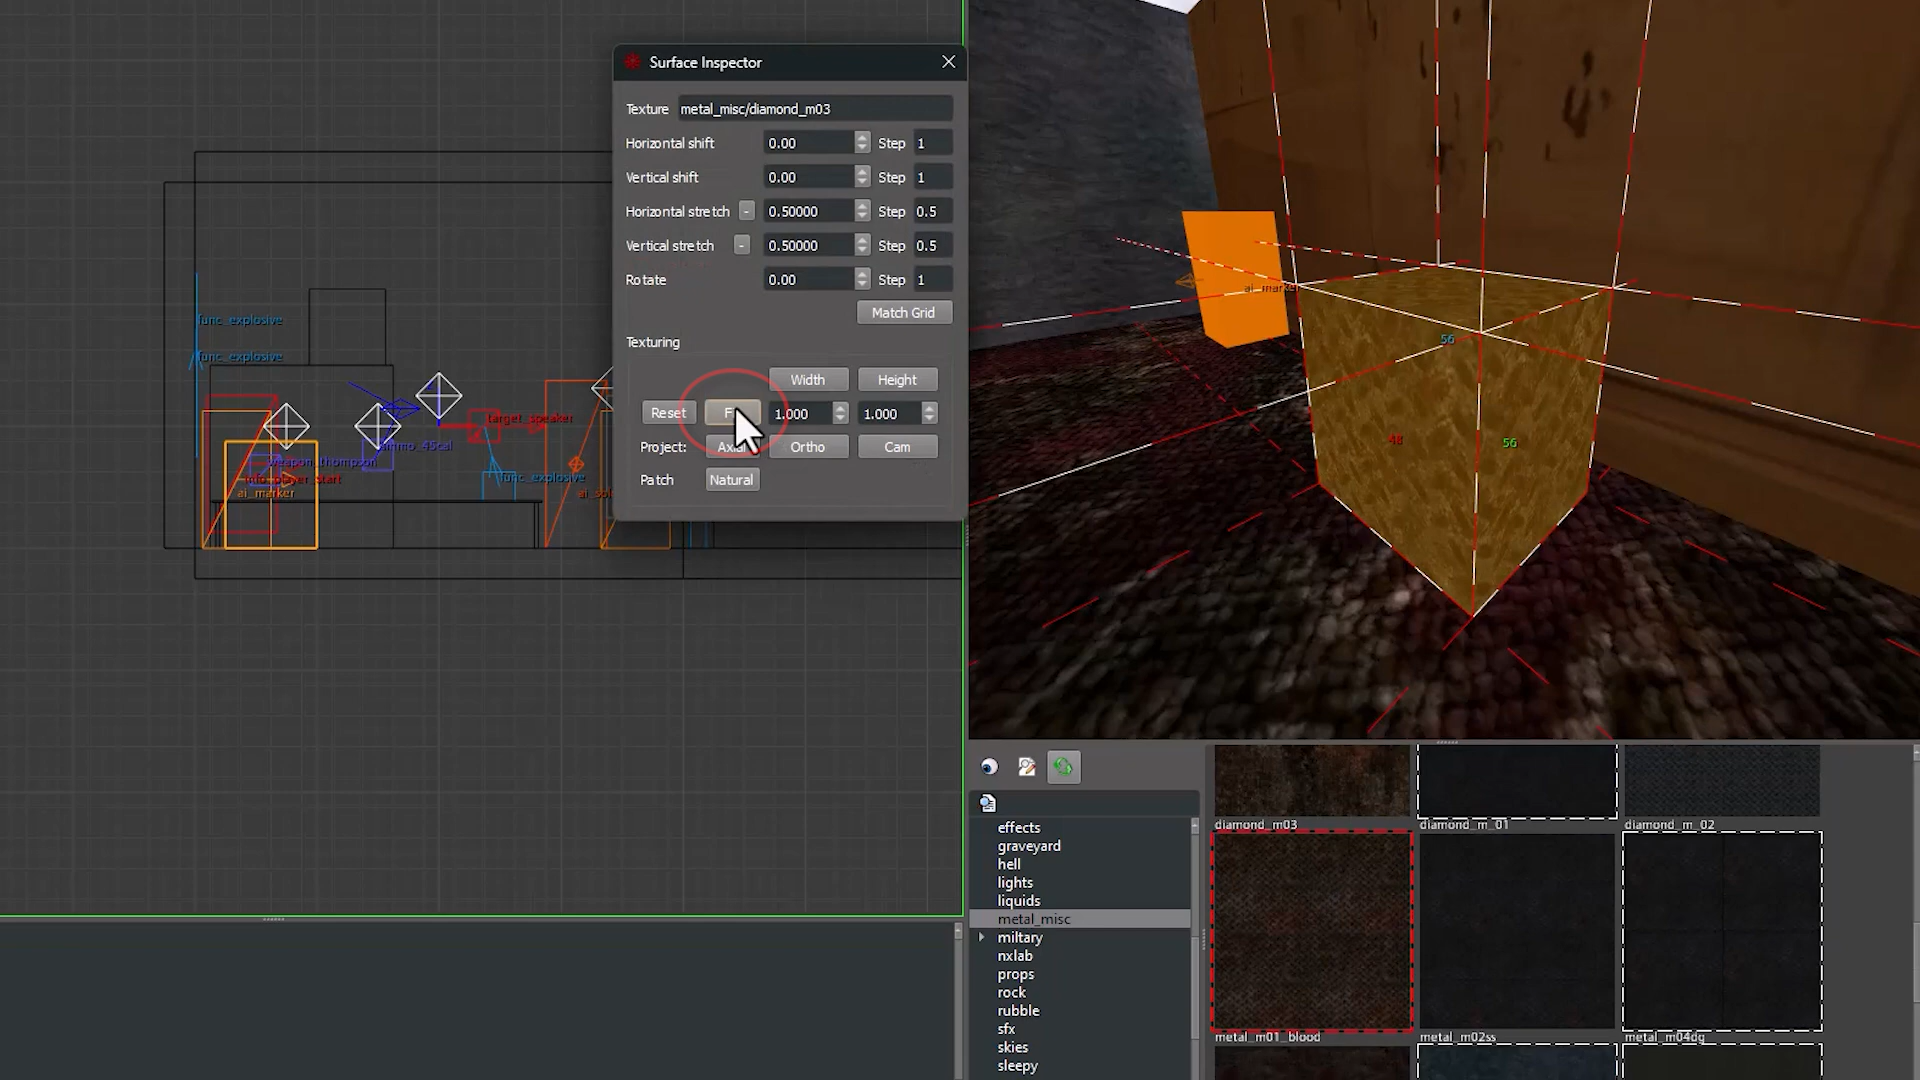 Surface Inspector
Texture metal_misc/diamond_m03
Horizontal shift 0.00 Step 1
Vertical shift 0.00 Step 1
Horizontal stretch - 0.50000 Step 0.5
Vertical stretch - 0.50000 Step 0.5
Rotate 0.00 Step 1
Match Grid
Texturing
Width Height
Reset 1.000 1.000
Project: Axial Ortho Cam
Patch Natural
func_explosive
func_explosive
target_speaker
ammo_45cal
weapon_thompson
info_player_start
ai_marker
func_explosive
ai_marker
56
48
56
effects
graveyard
hell
lights
liquids
metal_misc
miltary
nxlab
props
rock
rubble
sfx
skies
sleepy
diamond_m03 diamond_m_01 diamond_m_02
metal_m01_blood metal_m02ss metal_m04dg